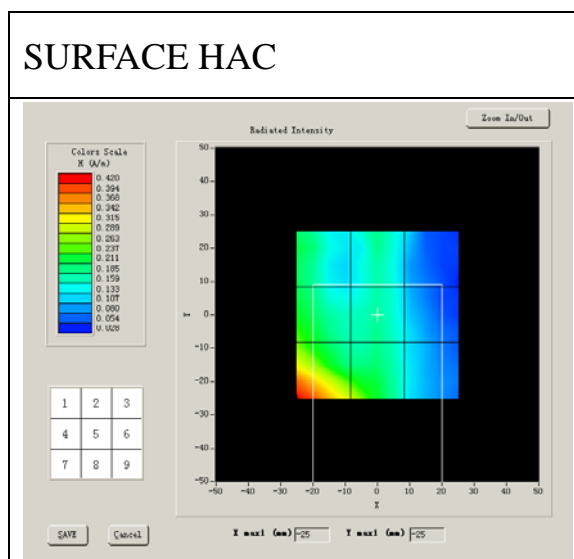 SURFACE HAC
Zoom In/Out
Radiated Intensity
Colors Scale
H (A/m)
0.420
0.394
0.368
0.342
0.315
0.289
0.263
0.237
0.211
0.185
0.159
0.133
0.107
0.080
0.054
0.028
50
40
30
20
10
0
-10
-20
-30
-40
-50
Y
-50 -40 -30 -20 -10 0 10 20 30 40 50
X
1 2 3
4 5 6
7 8 9
SAVE
Cancel
X max1 (mm) -25
Y max1 (mm) -25